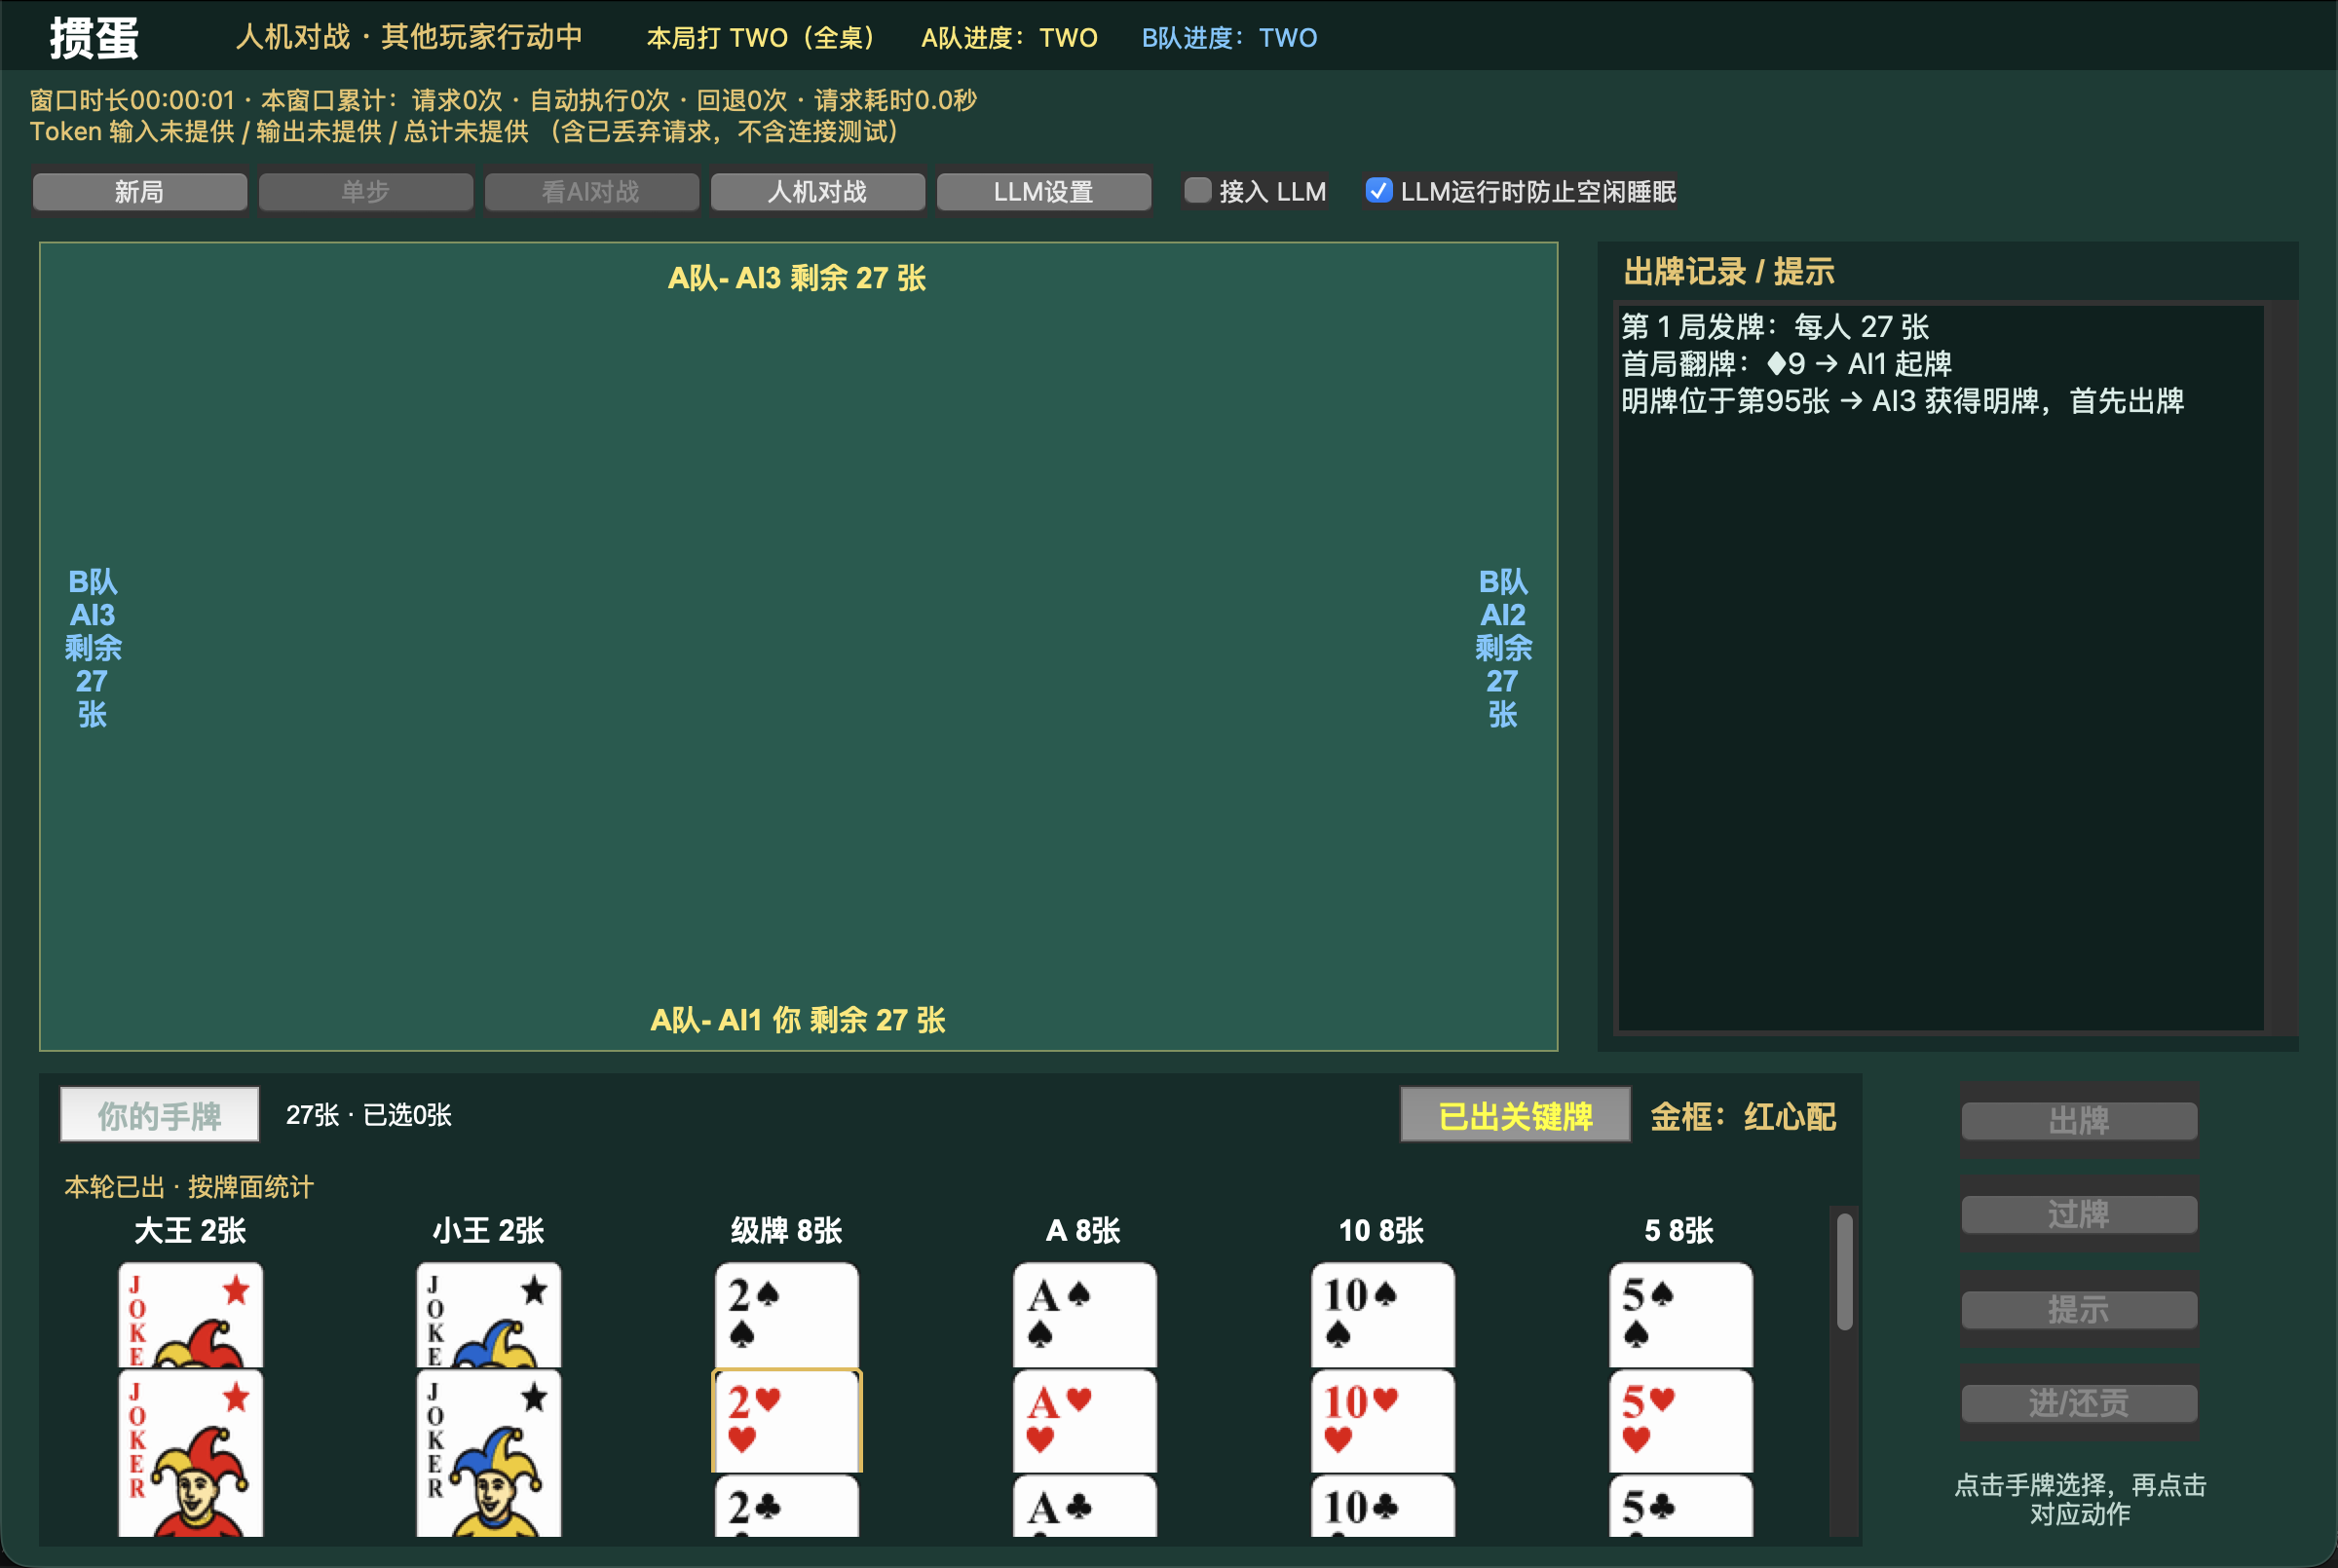 掼蛋
人机对战 · 其他玩家行动中
本局打 TWO（全桌）
A队进度：TWO
B队进度：TWO
窗口时长00:00:01 · 本窗口累计：请求0次 · 自动执行0次 · 回退0次 · 请求耗时0.0秒
Token 输入未提供 / 输出未提供 / 总计未提供 （含已丢弃请求，不含连接测试）
新局
单步
看AI对战
人机对战
LLM设置
接入 LLM
LLM运行时防止空闲睡眠
A队- AI3 剩余 27 张
B队
AI3
剩余
27
张
B队
AI2
剩余
27
张
A队- AI1 你 剩余 27 张
出牌记录 / 提示
第 1 局发牌：每人 27 张
首局翻牌：♦9 → AI1 起牌
明牌位于第95张 → AI3 获得明牌，首先出牌
你的手牌
27张 · 已选0张
已出关键牌
金框：红心配
本轮已出 · 按牌面统计
大王 2张
小王 2张
级牌 8张
A 8张
10 8张
5 8张
JOKE
JOKE
2♠
A♠
10♠
5♠
JOKER
JOKER
2♥
A♥
10♥
5♥
2♣
A♣
10♣
5♣
出牌
过牌
提示
进/还贡
点击手牌选择，再点击
对应动作